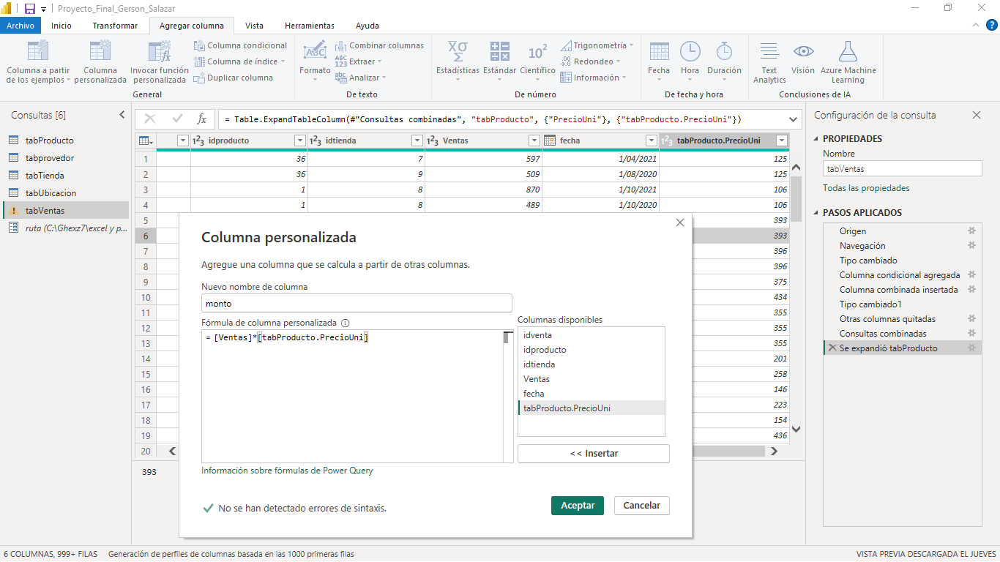 Proyecto_Final_Gerson_Salazar
Archivo Inicio Transformar Agregar columna Vista Herramientas Ayuda
Columna a partir de los ejemplos
Columna personalizada
Invocar función personalizada
Columna condicional
Columna de índice
Duplicar columna
General
ABC
Formato
Combinar columnas
ABC 123 Extraer
abc Analizar
De texto
XΣ σ
Estadísticas
Estándar
10²
Científico
Trigonometría
.00 Redondeo
Información
De número
Fecha
Hora
Duración
De fecha y hora
Text Analytics
Visión
Azure Machine Learning
Conclusiones de IA
Consultas [6]
tabProducto
tabprovedor
tabTienda
tabUbicacion
tabVentas
ruta (C:\Ghexz7\excel y p...
fx
= Table.ExpandTableColumn(#"Consultas combinadas", "tabProducto", {"PrecioUni"}, {"tabProducto.PrecioUni"})
1²3 idproducto 1²3 idtienda 1²3 Ventas fecha 1²3 tabProducto.PrecioUni
1 36 7 597 1/04/2021 125
2 36 9 509 1/08/2020 125
3 1 8 870 1/10/2021 106
4 1 8 489 1/10/2020 106
5 393
6 393
7 396
8 396
9 375
10 434
11 355
12 355
13 355
14 201
15 258
16 146
17 223
18 154
19 436
20
393
Columna personalizada
Agregue una columna que se calcula a partir de otras columnas.
Nuevo nombre de columna
monto
Fórmula de columna personalizada
= [Ventas]*[tabProducto.PrecioUni]
Columnas disponibles
idventa
idproducto
idtienda
Ventas
fecha
tabProducto.PrecioUni
<< Insertar
Información sobre fórmulas de Power Query
No se han detectado errores de sintaxis.
Aceptar
Cancelar
Configuración de la consulta
PROPIEDADES
Nombre
tabVentas
Todas las propiedades
PASOS APLICADOS
Origen
Navegación
Tipo cambiado
Columna condicional agregada
Columna combinada insertada
Tipo cambiado1
Otras columnas quitadas
Consultas combinadas
Se expandió tabProducto
6 COLUMNAS, 999+ FILAS Generación de perfiles de columnas basada en las 1000 primeras filas
VISTA PREVIA DESCARGADA EL JUEVES